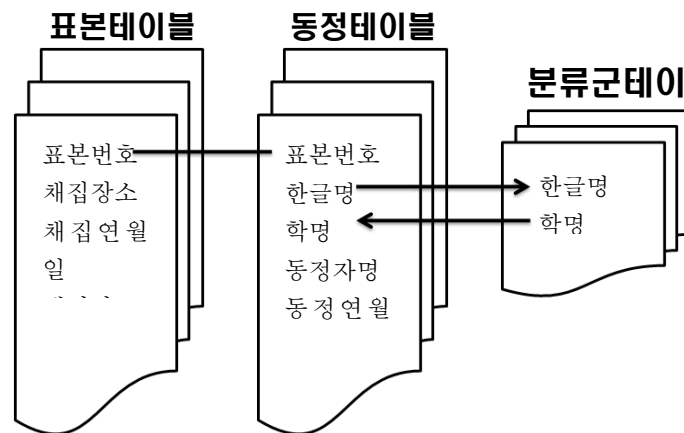 표본테이블
표본번호
채집장소
채집연월
일
동정테이블
표본번호
한글명
학명
동정자명
동정연월
분류군테이
한글명
학명